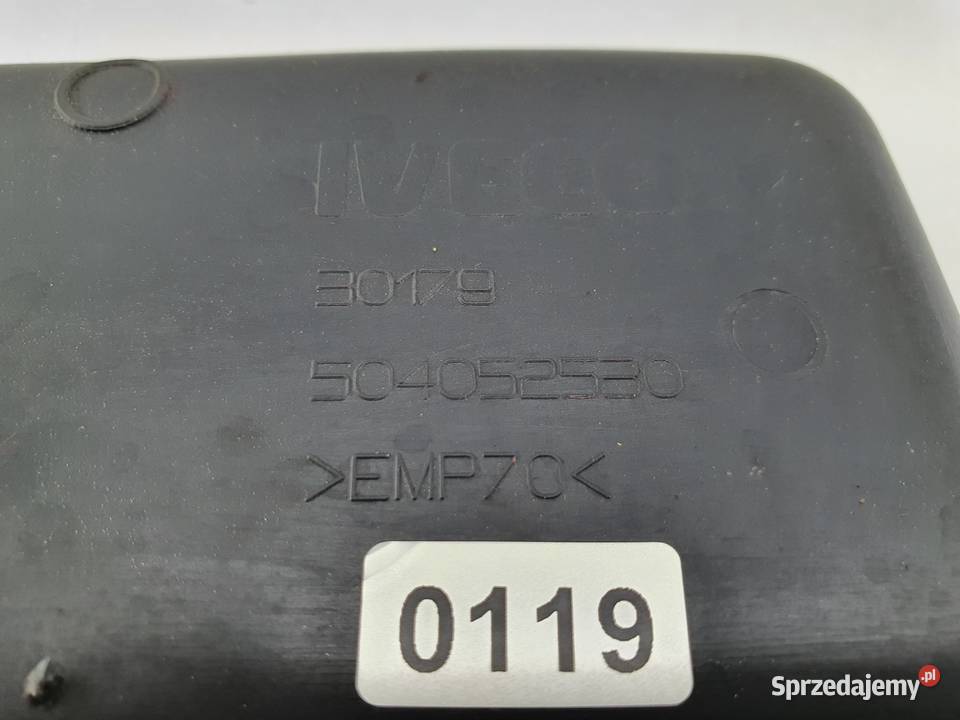 IVECO
30179
504052530
>EMP70<
0119
Sprzedajemy.pl